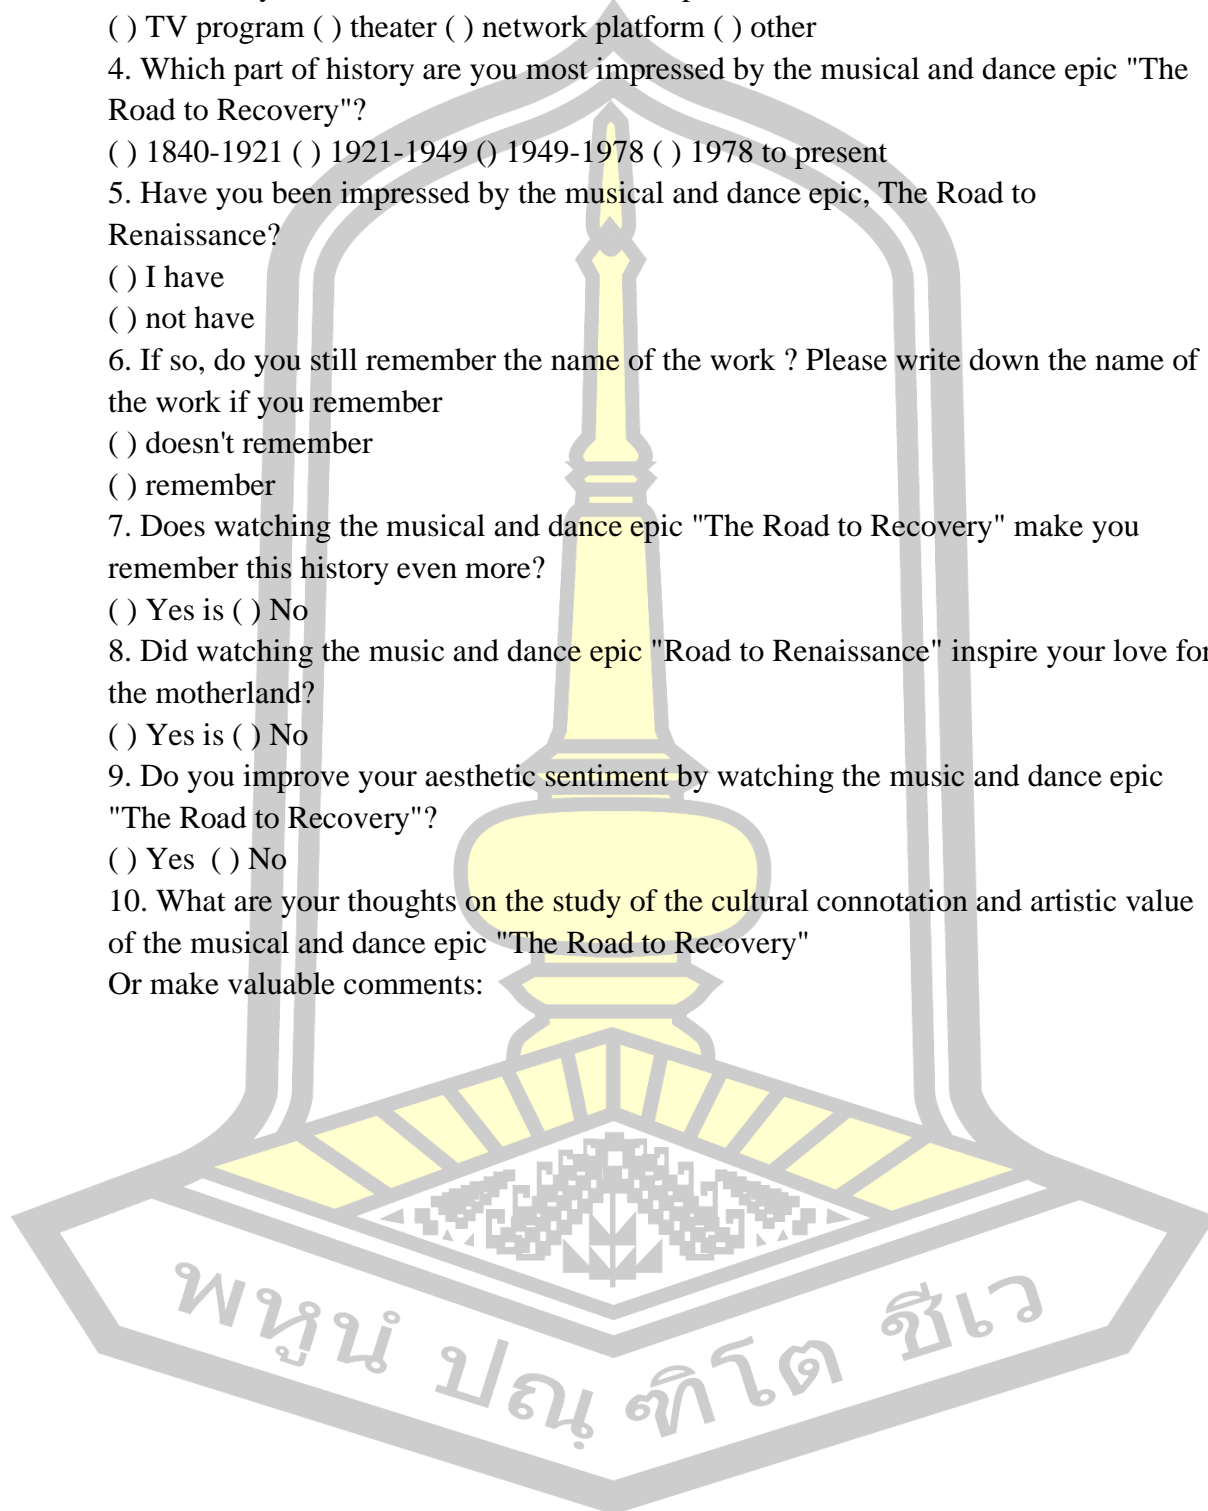 ( ) TV program ( ) theater ( ) network platform ( ) other
4. Which part of history are you most impressed by the musical and dance epic "The
Road to Recovery"?
( ) 1840-1921 ( ) 1921-1949 () 1949-1978 ( ) 1978 to present
5. Have you been impressed by the musical and dance epic, The Road to
Renaissance?
( ) I have
( ) not have
6. If so, do you still remember the name of the work ? Please write down the name of
the work if you remember
( ) doesn't remember
( ) remember
7. Does watching the musical and dance epic "The Road to Recovery" make you
remember this history even more?
( ) Yes is ( ) No
8. Did watching the music and dance epic "Road to Renaissance" inspire your love for
the motherland?
( ) Yes is ( ) No
9. Do you improve your aesthetic sentiment by watching the music and dance epic
"The Road to Recovery"?
( ) Yes  ( ) No
10. What are your thoughts on the study of the cultural connotation and artistic value
of the musical and dance epic "The Road to Recovery"
Or make valuable comments:
พหูนํ ปณฺฑิโต ชีเว